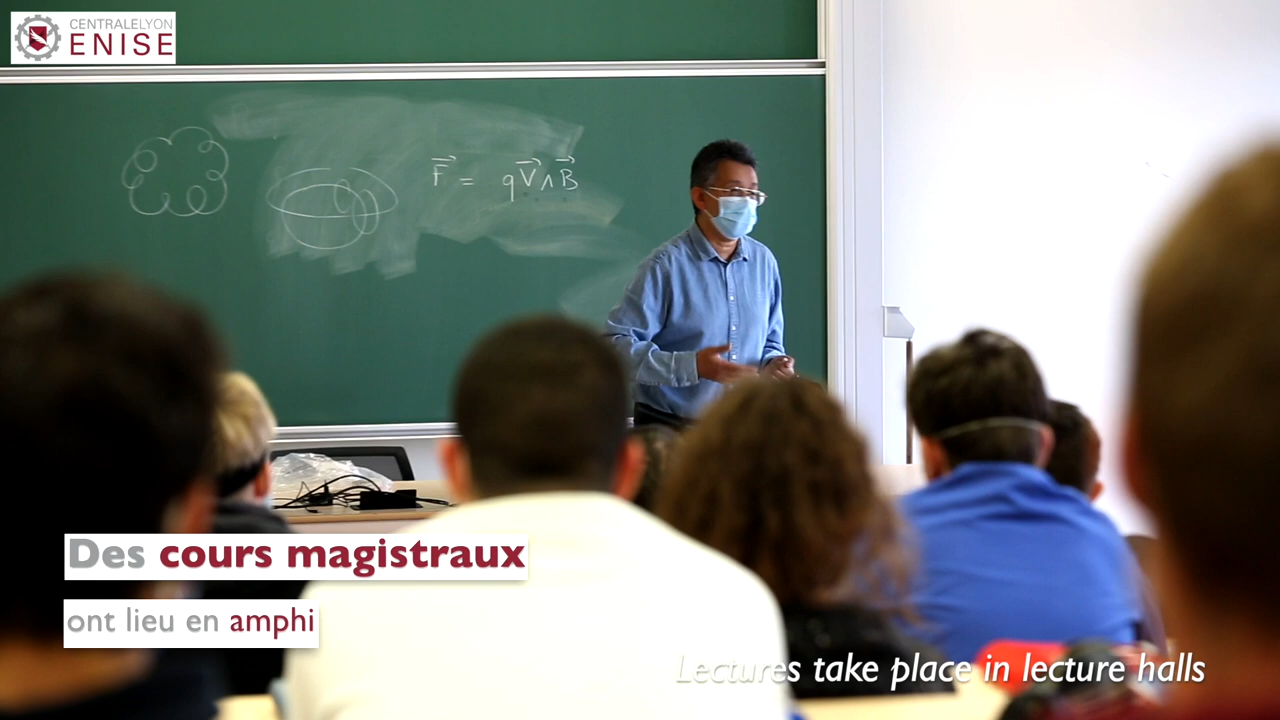 CENTRALELYON
ENISE
F⃗ = qV⃗ ∧ B⃗
Des cours magistraux
ont lieu en amphi
Lectures take place in lecture halls